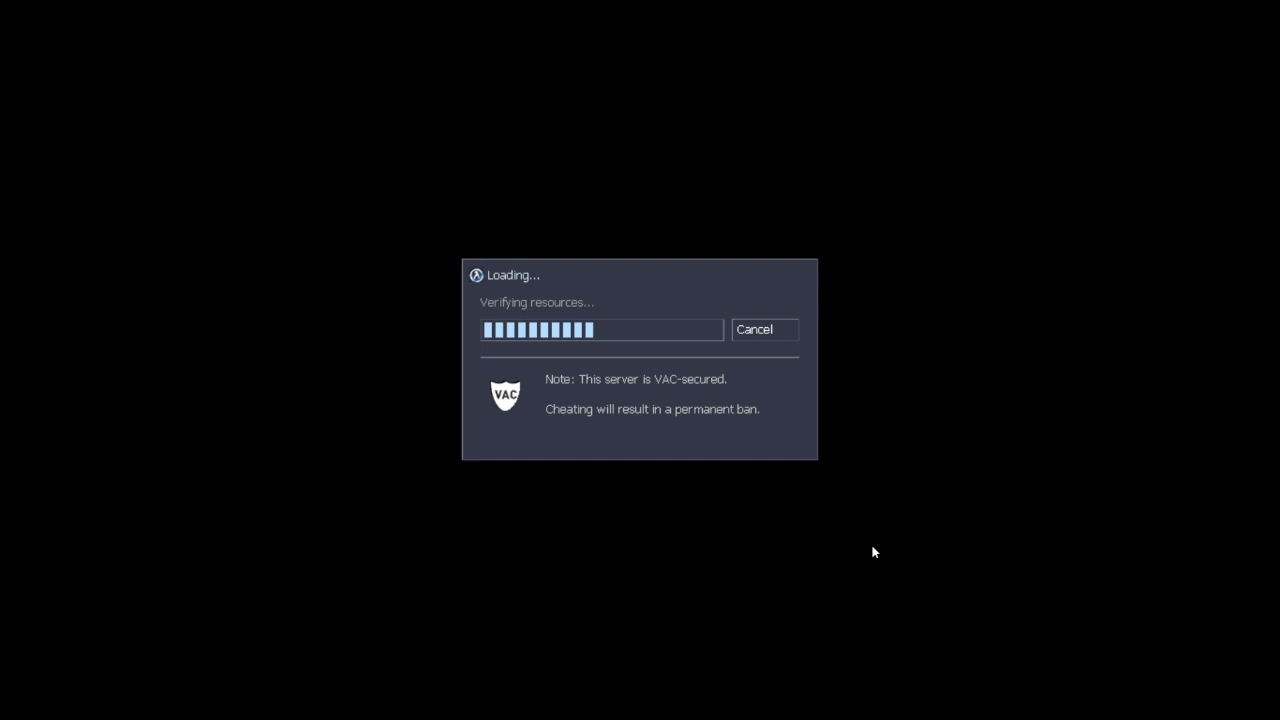 Loading...
Verifying resources...
Cancel
VAC
Note: This server is VAC-secured.
Cheating will result in a permanent ban.